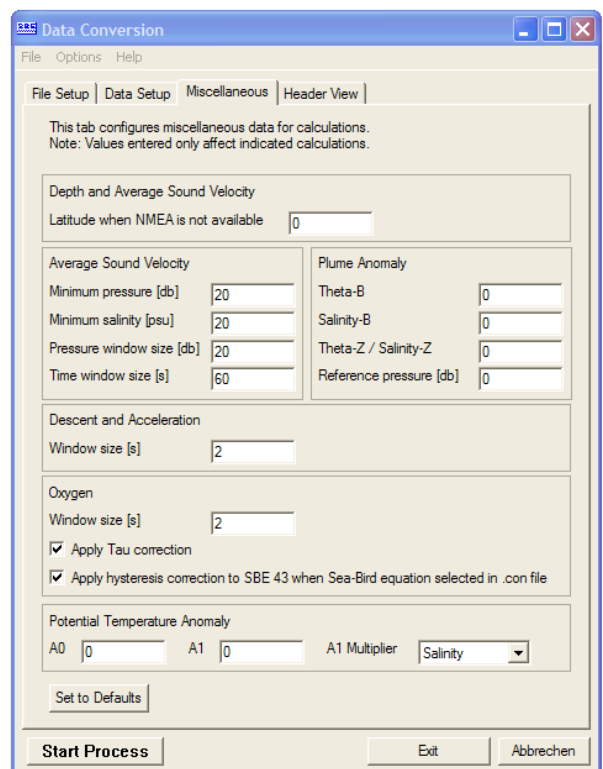 Data Conversion
File Options Help
File Setup Data Setup Miscellaneous Header View
This tab configures miscellaneous data for calculations.
Note: Values entered only affect indicated calculations.
Depth and Average Sound Velocity
Latitude when NMEA is not available 0
Average Sound Velocity
Minimum pressure [db] 20
Minimum salinity [psu] 20
Pressure window size [db] 20
Time window size [s] 60
Plume Anomaly
Theta-B 0
Salinity-B 0
Theta-Z / Salinity-Z 0
Reference pressure [db] 0
Descent and Acceleration
Window size [s] 2
Oxygen
Window size [s] 2
Apply Tau correction
Apply hysteresis correction to SBE 43 when Sea-Bird equation selected in .con file
Potential Temperature Anomaly
A0 0 A1 0 A1 Multiplier Salinity
Set to Defaults
Start Process Exit Abbrechen